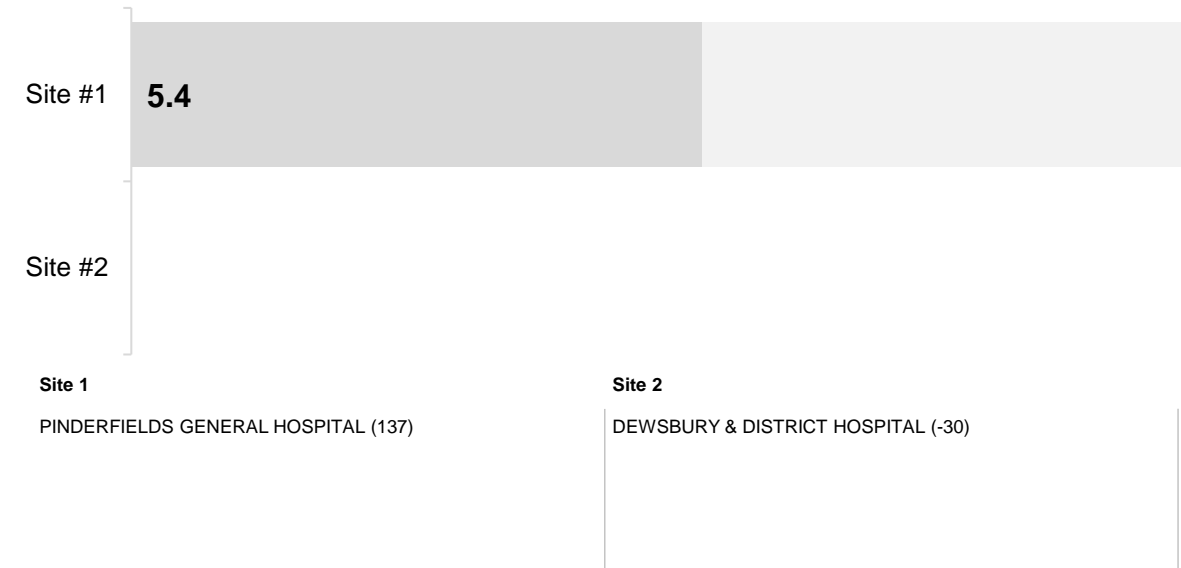 Site #1
5.4
Site #2
Site 1
Site 2
PINDERFIELDS GENERAL HOSPITAL (137)
DEWSBURY & DISTRICT HOSPITAL (-30)